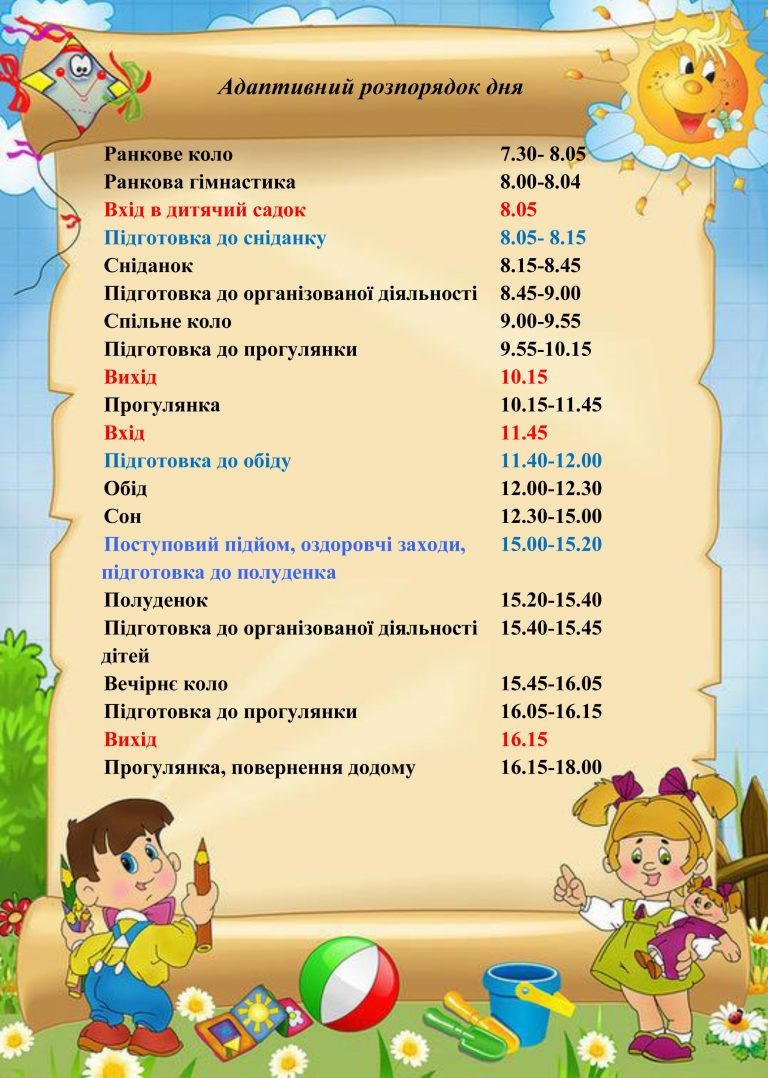 Адаптивний розпорядок дня
Ранкове коло 7.30- 8.05
Ранкова гімнастика 8.00-8.04
Вхід в дитячий садок 8.05
Підготовка до сніданку 8.05- 8.15
Сніданок 8.15-8.45
Підготовка до організованої діяльності 8.45-9.00
Спільне коло 9.00-9.55
Підготовка до прогулянки 9.55-10.15
Вихід 10.15
Прогулянка 10.15-11.45
Вхід 11.45
Підготовка до обіду 11.40-12.00
Обід 12.00-12.30
Сон 12.30-15.00
Поступовий підйом, оздоровчі заходи, 15.00-15.20
підготовка до полуденка
Полуденок 15.20-15.40
Підготовка до організованої діяльності 15.40-15.45
дітей
Вечірнє коло 15.45-16.05
Підготовка до прогулянки 16.05-16.15
Вихід 16.15
Прогулянка, повернення додому 16.15-18.00